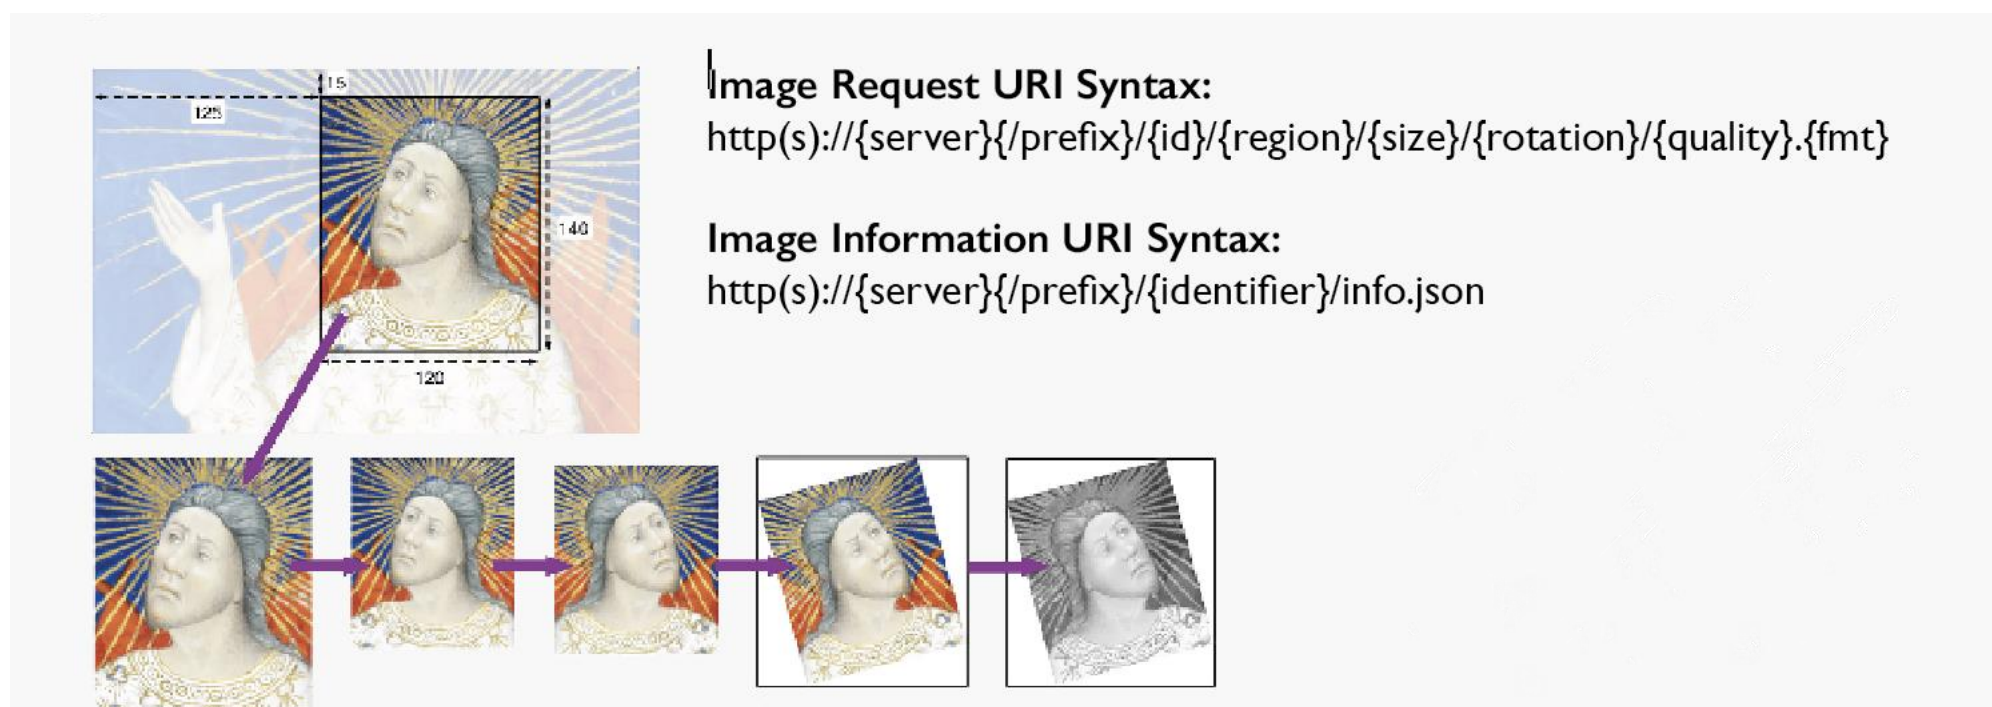 15
125
140
120
Image Request URI Syntax:
http(s)://{server}{/prefix}/{id}/{region}/{size}/{rotation}/{quality}.{fmt}
Image Information URI Syntax:
http(s)://{server}{/prefix}/{identifier}/info.json